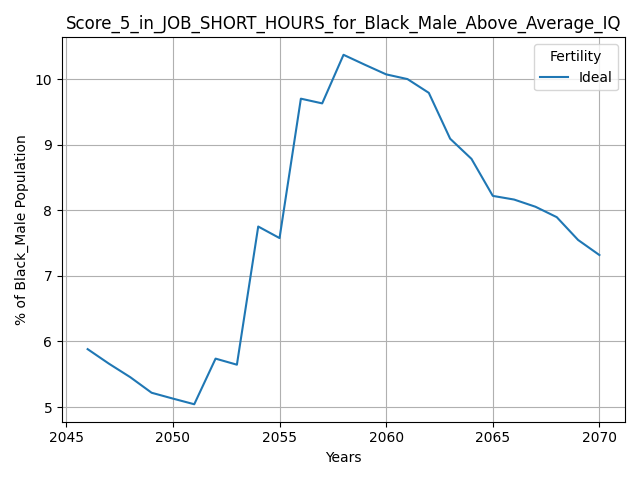 Score_5_in_JOB_SHORT_HOURS_for_Black_Male_Above_Average_IQ
Fertility
Ideal
% of Black_Male Population
10
9
8
7
6
5
2045 2050 2055 2060 2065 2070
Years